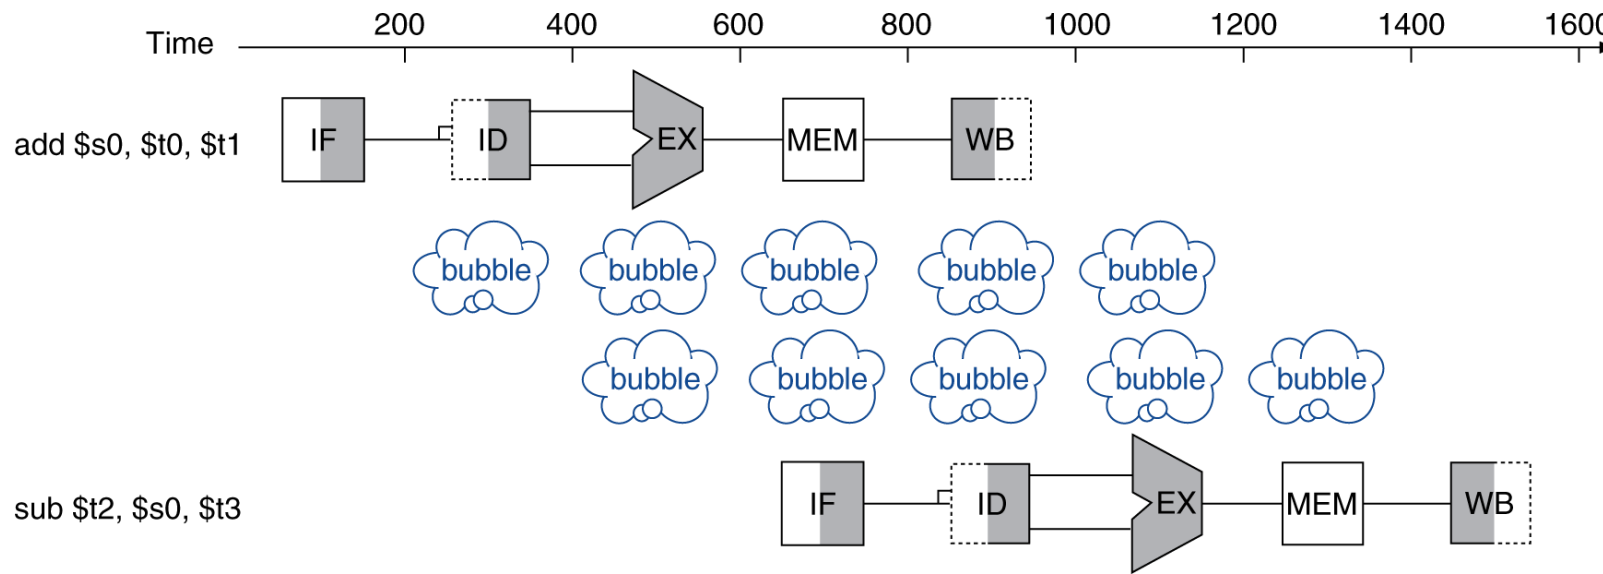 200 400 600 800 1000 1200 1400 1600
Time
add $s0, $t0, $t1 IF ID EX MEM WB
bubble bubble bubble bubble bubble
bubble bubble bubble bubble bubble
sub $t2, $s0, $t3 IF ID EX MEM WB